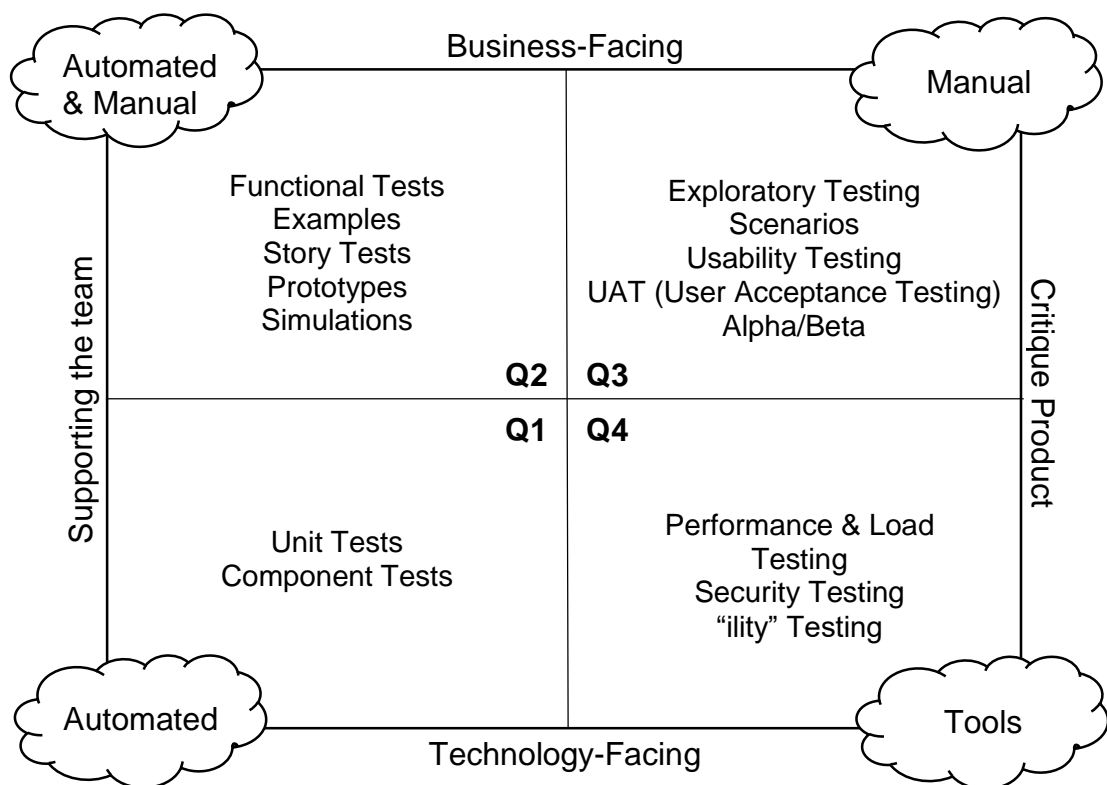 Business-Facing
Automated
& Manual
Manual
Functional Tests
Examples
Story Tests
Prototypes
Simulations
Exploratory Testing
Scenarios
Usability Testing
UAT (User Acceptance Testing)
Alpha/Beta
Supporting the team
Critique Product
Q2
Q3
Q1
Q4
Unit Tests
Component Tests
Performance & Load
Testing
Security Testing
“ility” Testing
Automated
Tools
Technology-Facing